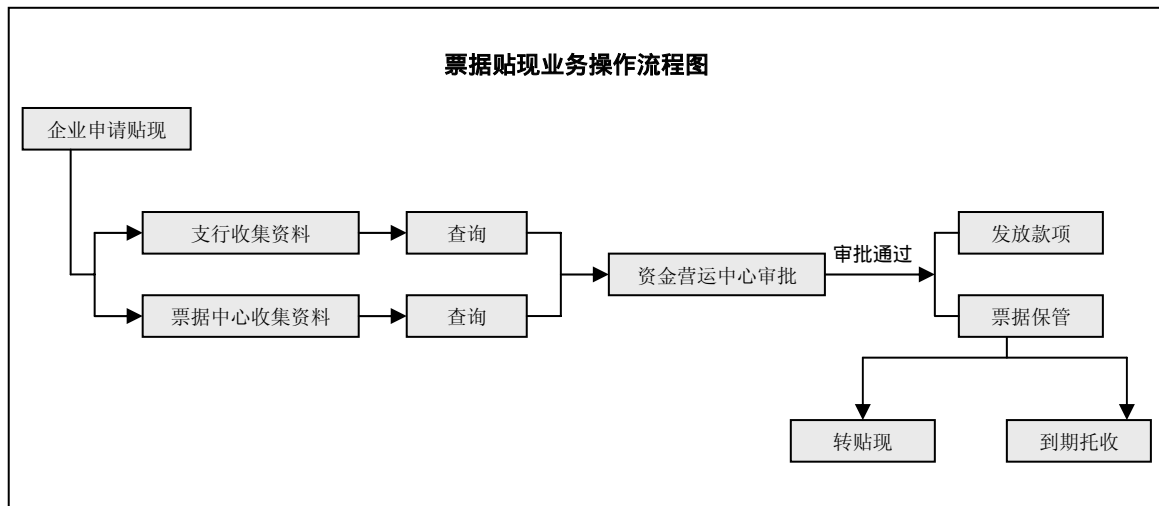 票据贴现业务操作流程图
企业申请贴现
支行收集资料
查询
票据中心收集资料
查询
资金营运中心审批
审批通过
发放款项
票据保管
转贴现
到期托收